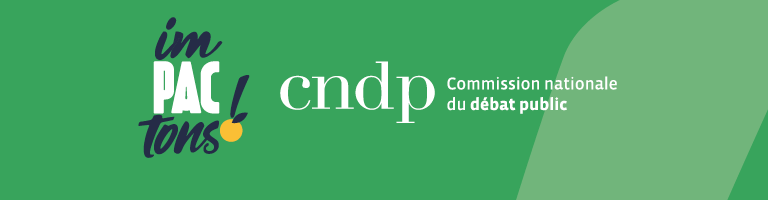 im
PAC
tons!
cndp
Commission nationale
du débat public